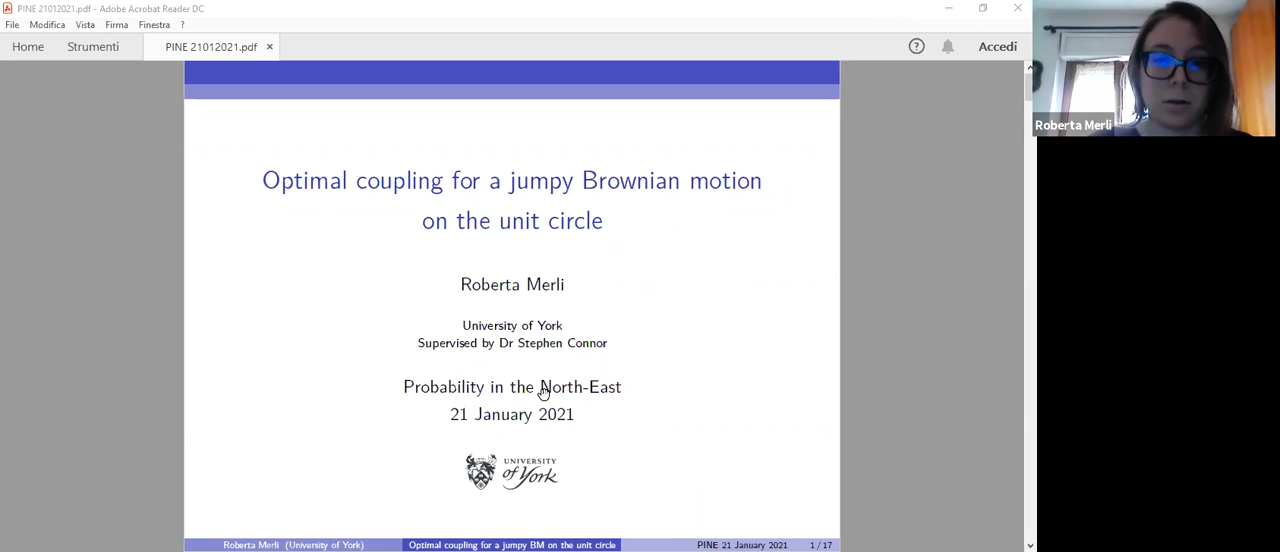 PINE 21012021.pdf - Adobe Acrobat Reader DC
File Modifica Vista Firma Finestra ?
Home Strumenti PINE 21012021.pdf × ? Accedi
Roberta Merli
Optimal coupling for a jumpy Brownian motion
on the unit circle
Roberta Merli
University of York
Supervised by Dr Stephen Connor
Probability in the North-East
21 January 2021
UNIVERSITY
of York
Roberta Merli (University of York) Optimal coupling for a jumpy BM on the unit circle PINE 21 January 2021 1 / 17